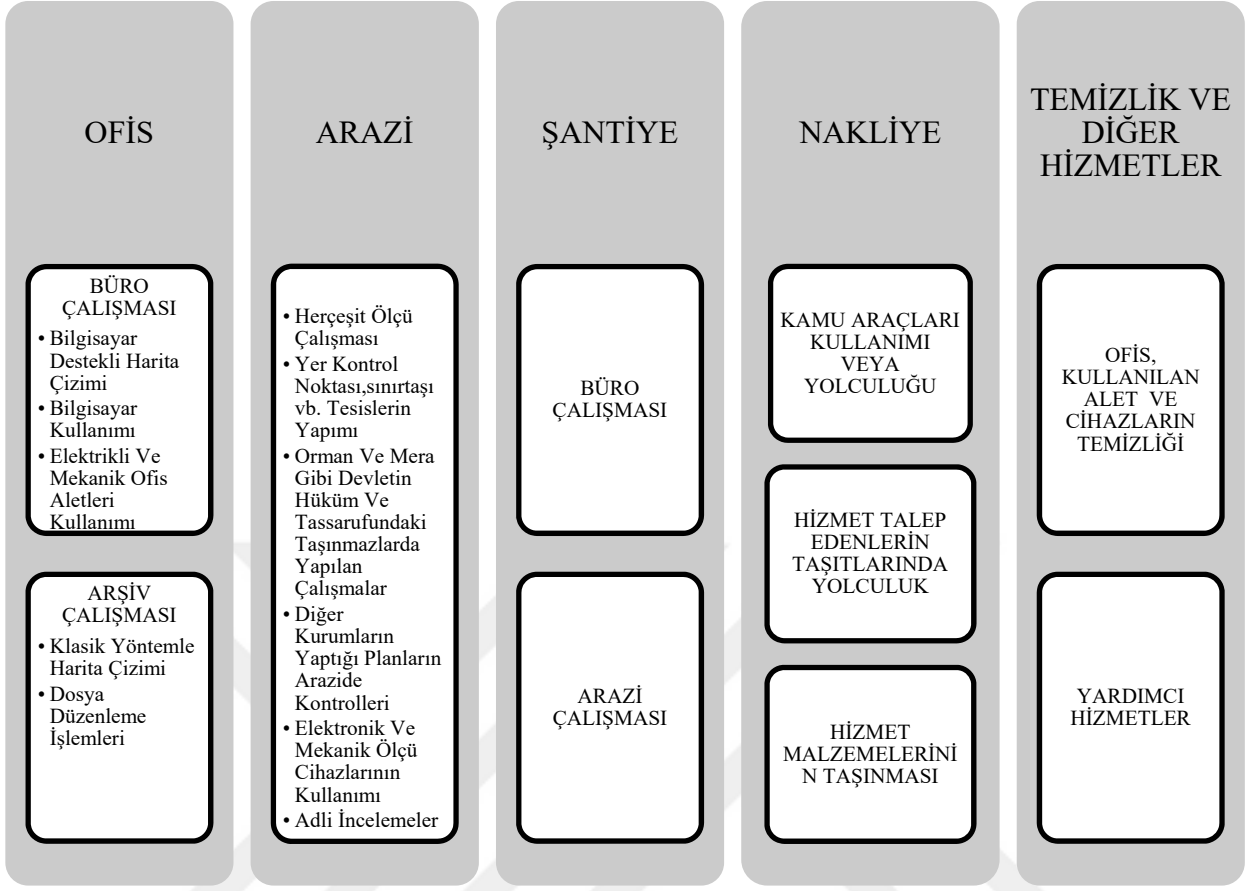 OFİS
BÜRO
ÇALIŞMASI
• Bilgisayar
Destekli Harita
Çizimi
• Bilgisayar
Kullanımı
• Elektrikli Ve
Mekanik Ofis
Aletleri
Kullanımı
ARŞİV
ÇALIŞMASI
• Klasik Yöntemle
Harita Çizimi
• Dosya
Düzenleme
İşlemleri
ARAZİ
• Herçeşit Ölçü
Çalışması
• Yer Kontrol
Noktası,sınırtaşı
vb. Tesislerin
Yapımı
• Orman Ve Mera
Gibi Devletin
Hüküm Ve
Tassarufundaki
Taşınmazlarda
Yapılan
Çalışmalar
• Diğer
Kurumların
Yaptığı Planların
Arazide
Kontrolleri
• Elektronik Ve
Mekanik Ölçü
Cihazlarının
Kullanımı
• Adli İncelemeler
ŞANTİYE
BÜRO
ÇALIŞMASI
ARAZİ
ÇALIŞMASI
NAKLİYE
KAMU ARAÇLARI
KULLANIMI
VEYA
YOLCULUĞU
HİZMET TALEP
EDENLERİN
TAŞITLARINDA
YOLCULUK
HİZMET
MALZEMELERİNİ
N TAŞINMASI
TEMİZLİK VE
DİĞER
HİZMETLER
OFİS,
KULLANILAN
ALET VE
CİHAZLARIN
TEMİZLİĞİ
YARDIMCI
HİZMETLER